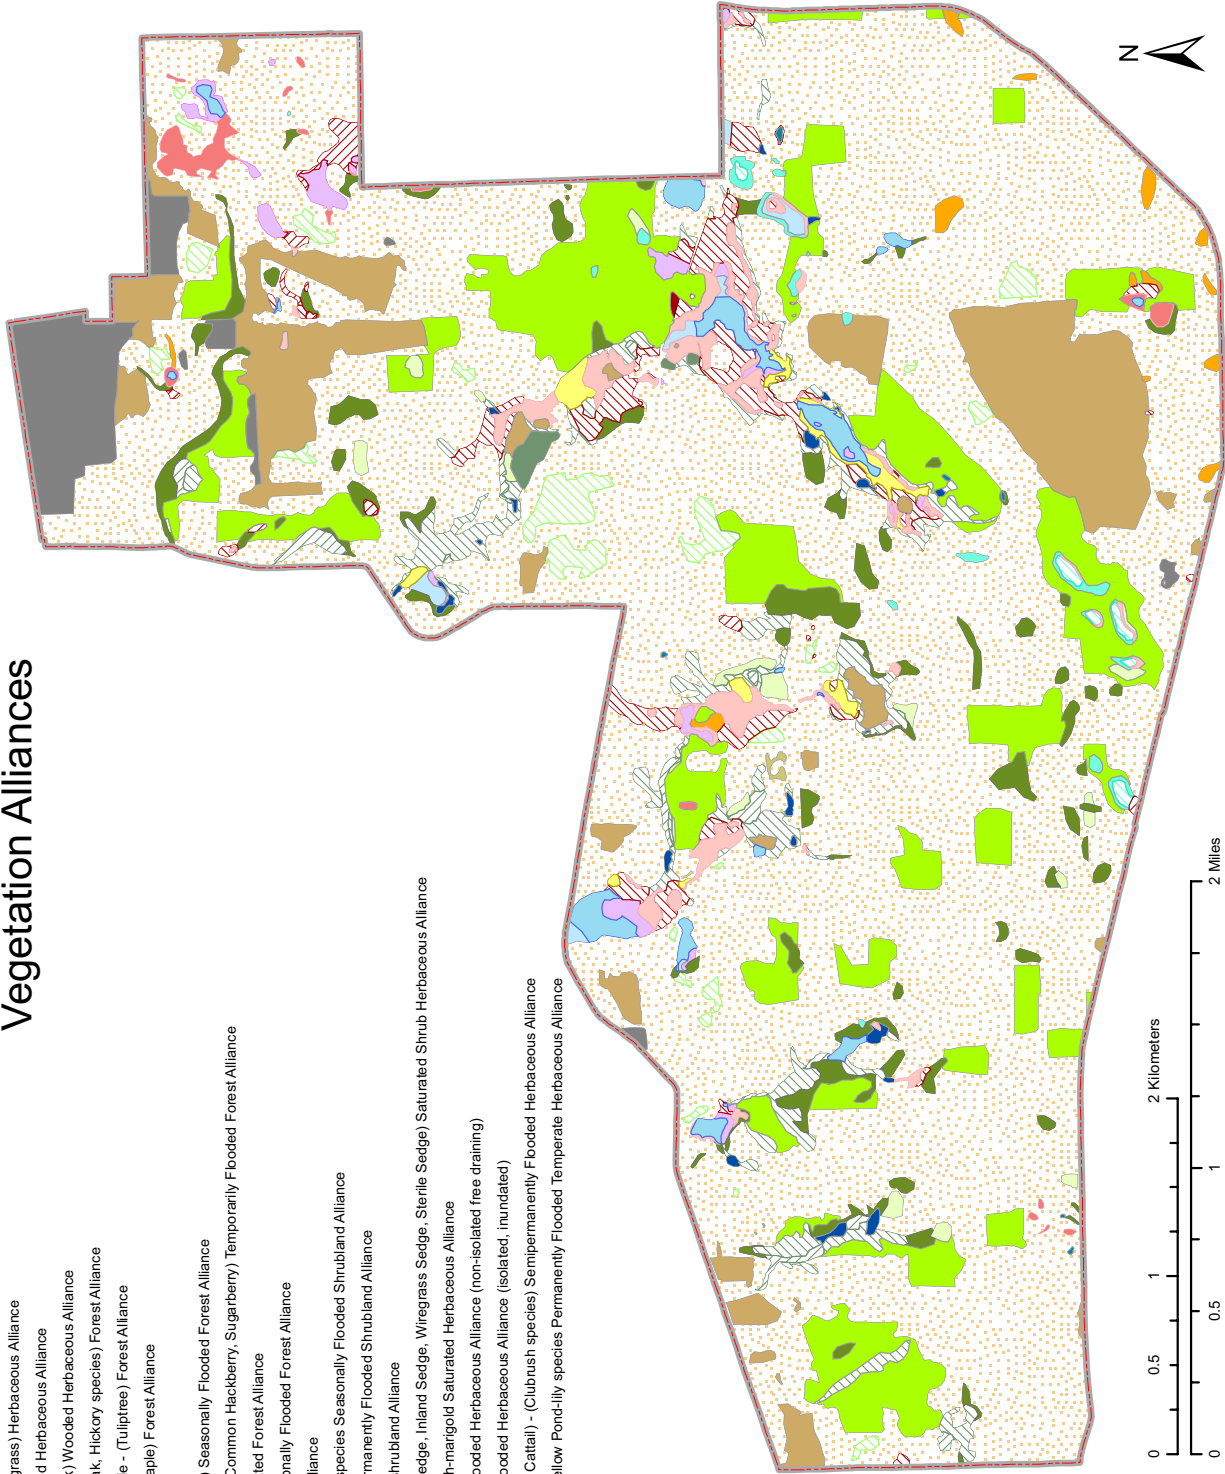 Vegetation Alliances
grass) Herbaceous Alliance
d Herbaceous Alliance
) Wooded Herbaceous Alliance
ak, Hickory species) Forest Alliance
e - (Tuliptree) Forest Alliance
aple) Forest Alliance
) Seasonally Flooded Forest Alliance
Common Hackberry, Sugarberry) Temporarily Flooded Forest Alliance
ted Forest Alliance
onally Flooded Forest Alliance
lliance
species Seasonally Flooded Shrubland Alliance
rmanently Flooded Shrubland Alliance
hrubland Alliance
edge, Inland Sedge, Wiregrass Sedge, Sterile Sedge) Saturated Shrub Herbaceous Alliance
h-marigold Saturated Herbaceous Alliance
ooded Herbaceous Alliance (non-isolated free draining)
ooded Herbaceous Alliance (isolated, inundated)
Cattail) - (Clubrush species) Semipermanently Flooded Herbaceous Alliance
ellow Pond-lily species Permanently Flooded Temperate Herbaceous Alliance
N
0 0.5 1 2 Kilometers
0 0.5 1 2 Miles